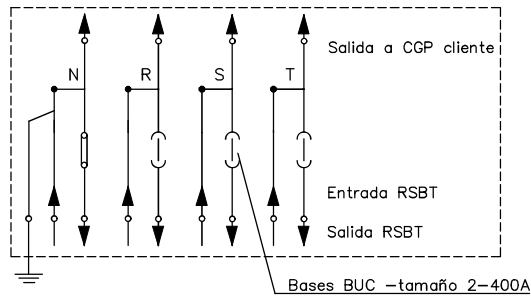 Salida a CGP cliente
N R S T
Entrada RSBT
Salida RSBT
Bases BUC -tamaño 2-400A